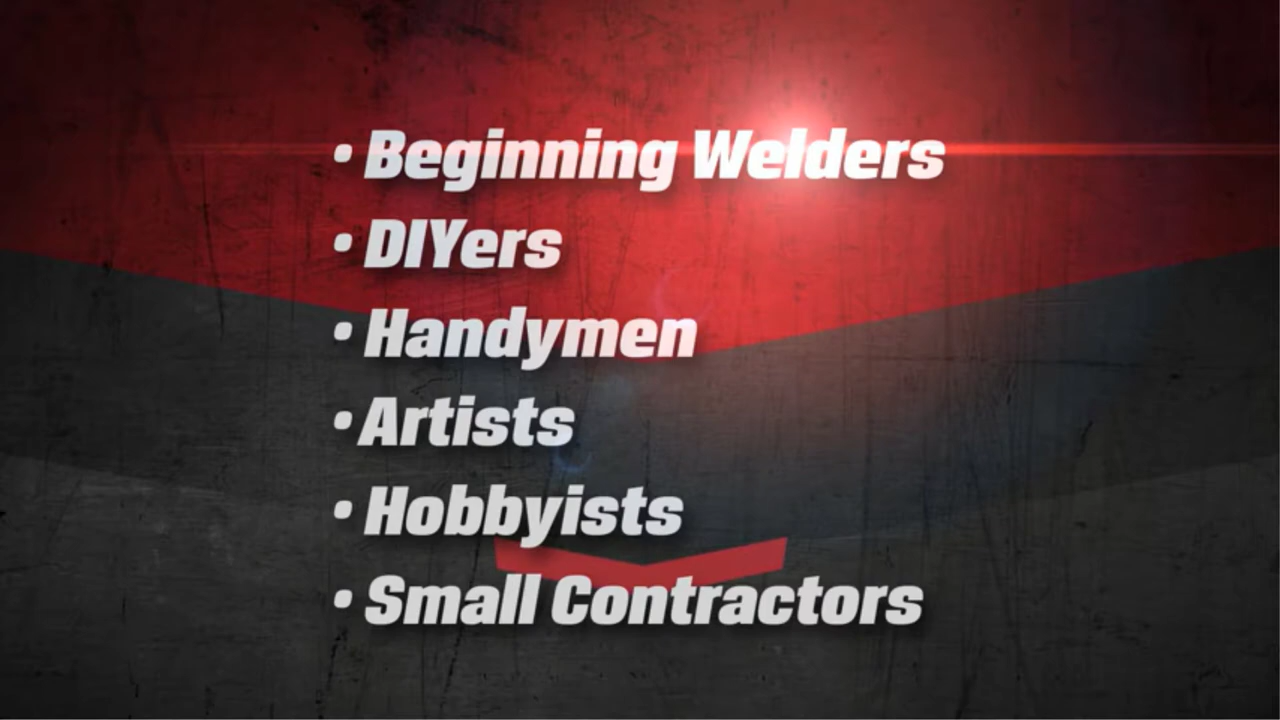 • Beginning Welders
• DIYers
• Handymen
• Artists
• Hobbyists
• Small Contractors